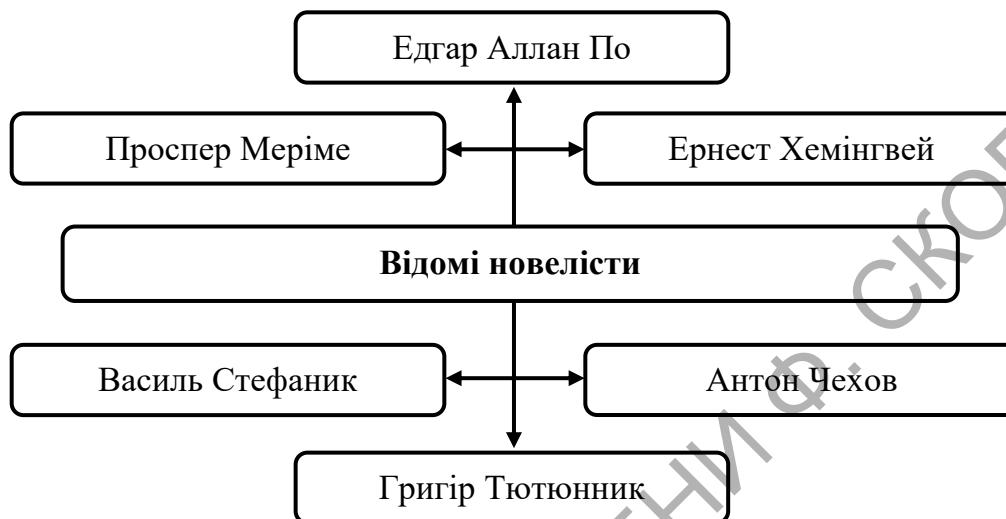 Едгар Аллан По
Проспер Меріме
Ернест Хемінгвей
Відомі новелісти
Василь Стефаник
Антон Чехов
Григір Тютюнник
Ф.